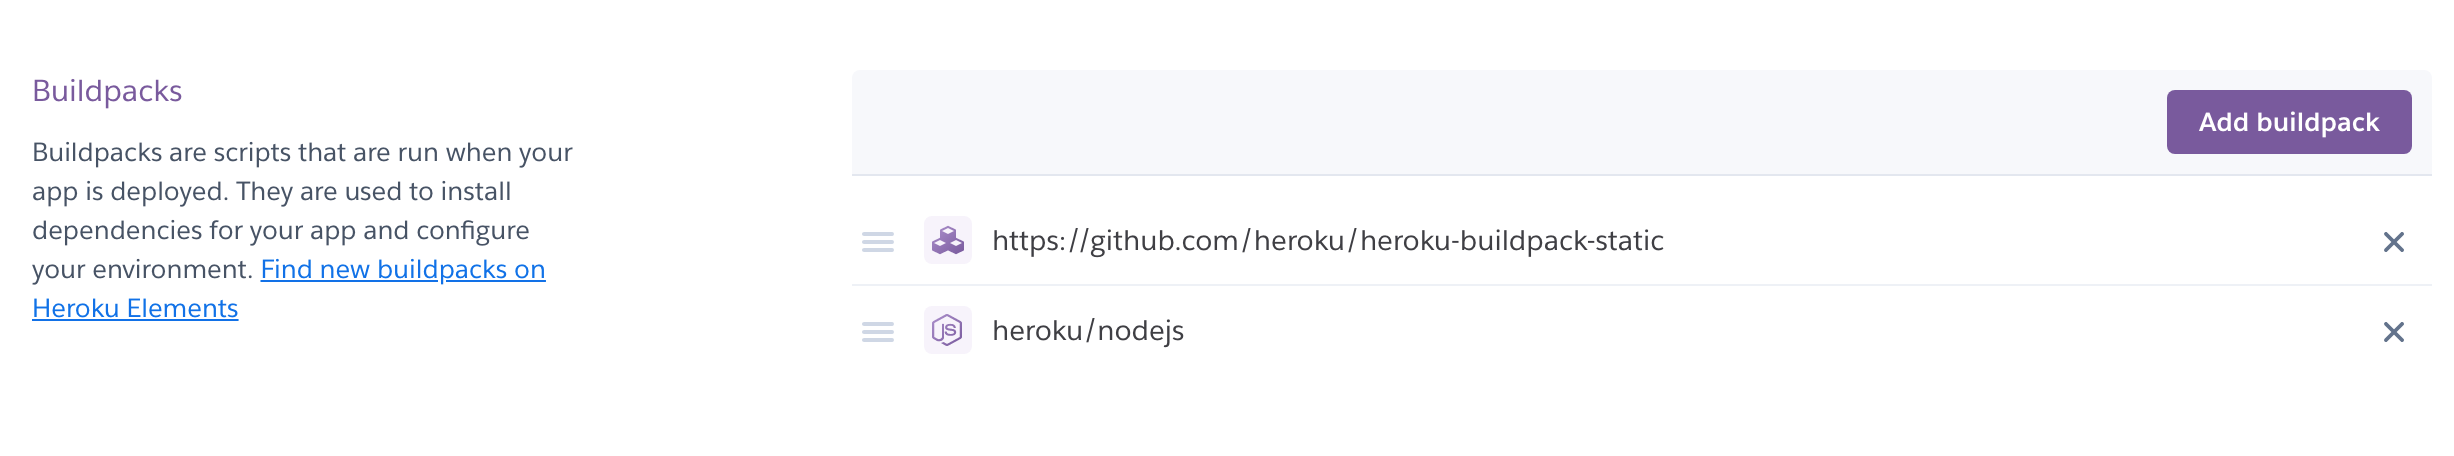 Buildpacks
Buildpacks are scripts that are run when your
app is deployed. They are used to install
dependencies for your app and configure
your environment. Find new buildpacks on
Heroku Elements
Add buildpack
https://github.com/heroku/heroku-buildpack-static
JS
heroku/nodejs